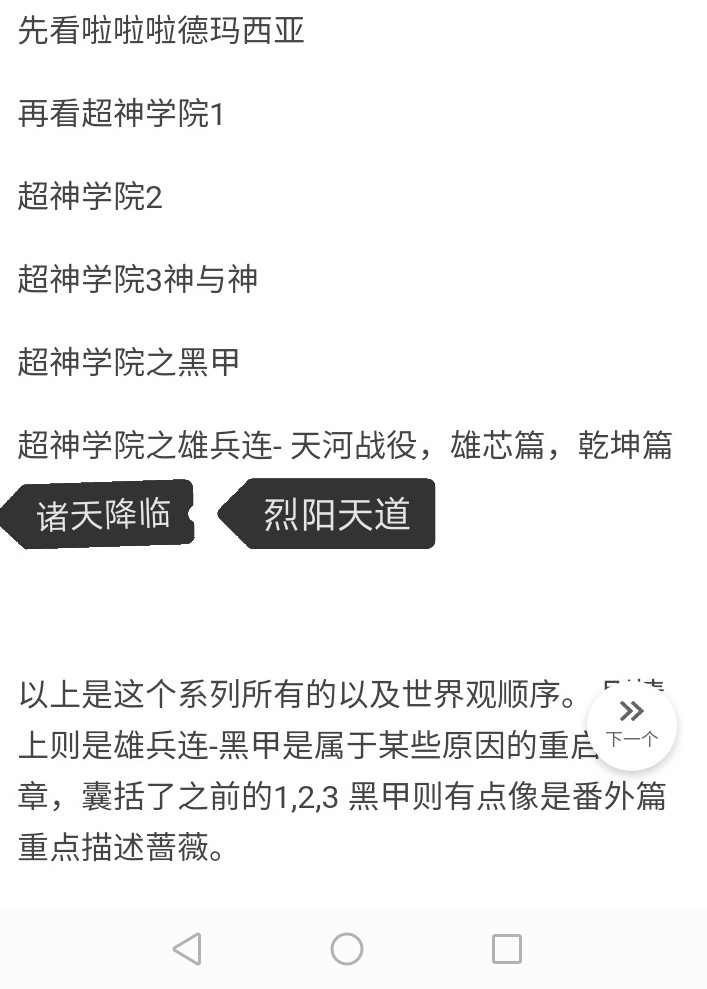 先看啦啦啦德玛西亚
再看超神学院1
超神学院2
超神学院3神与神
超神学院之黑甲
超神学院之雄兵连- 天河战役，雄芯篇，乾坤篇
诸天降临 烈阳天道
以上是这个系列所有的以及世界观顺序。
上则是雄兵连-黑甲是属于某些原因的重启
下一个
章，囊括了之前的1,2,3 黑甲则有点像是番外篇
重点描述蔷薇。